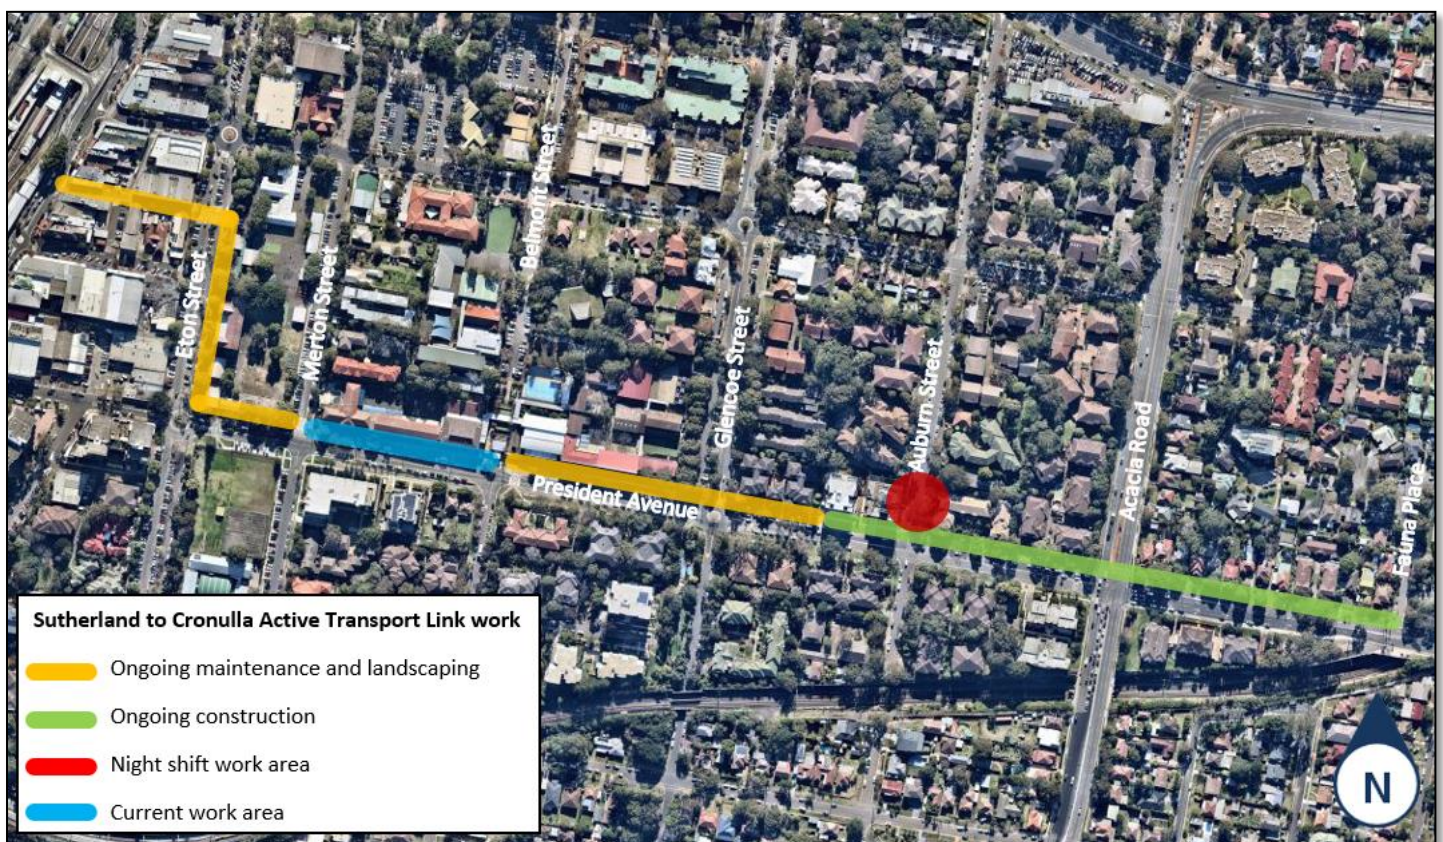 Belmont Street
Eton Street
Merton Street
Glencoe Street
Auburn Street
Acacia Road
Fauna Place
President Avenue
Sutherland to Cronulla Active Transport Link work
Ongoing maintenance and landscaping
Ongoing construction
Night shift work area
Current work area
N